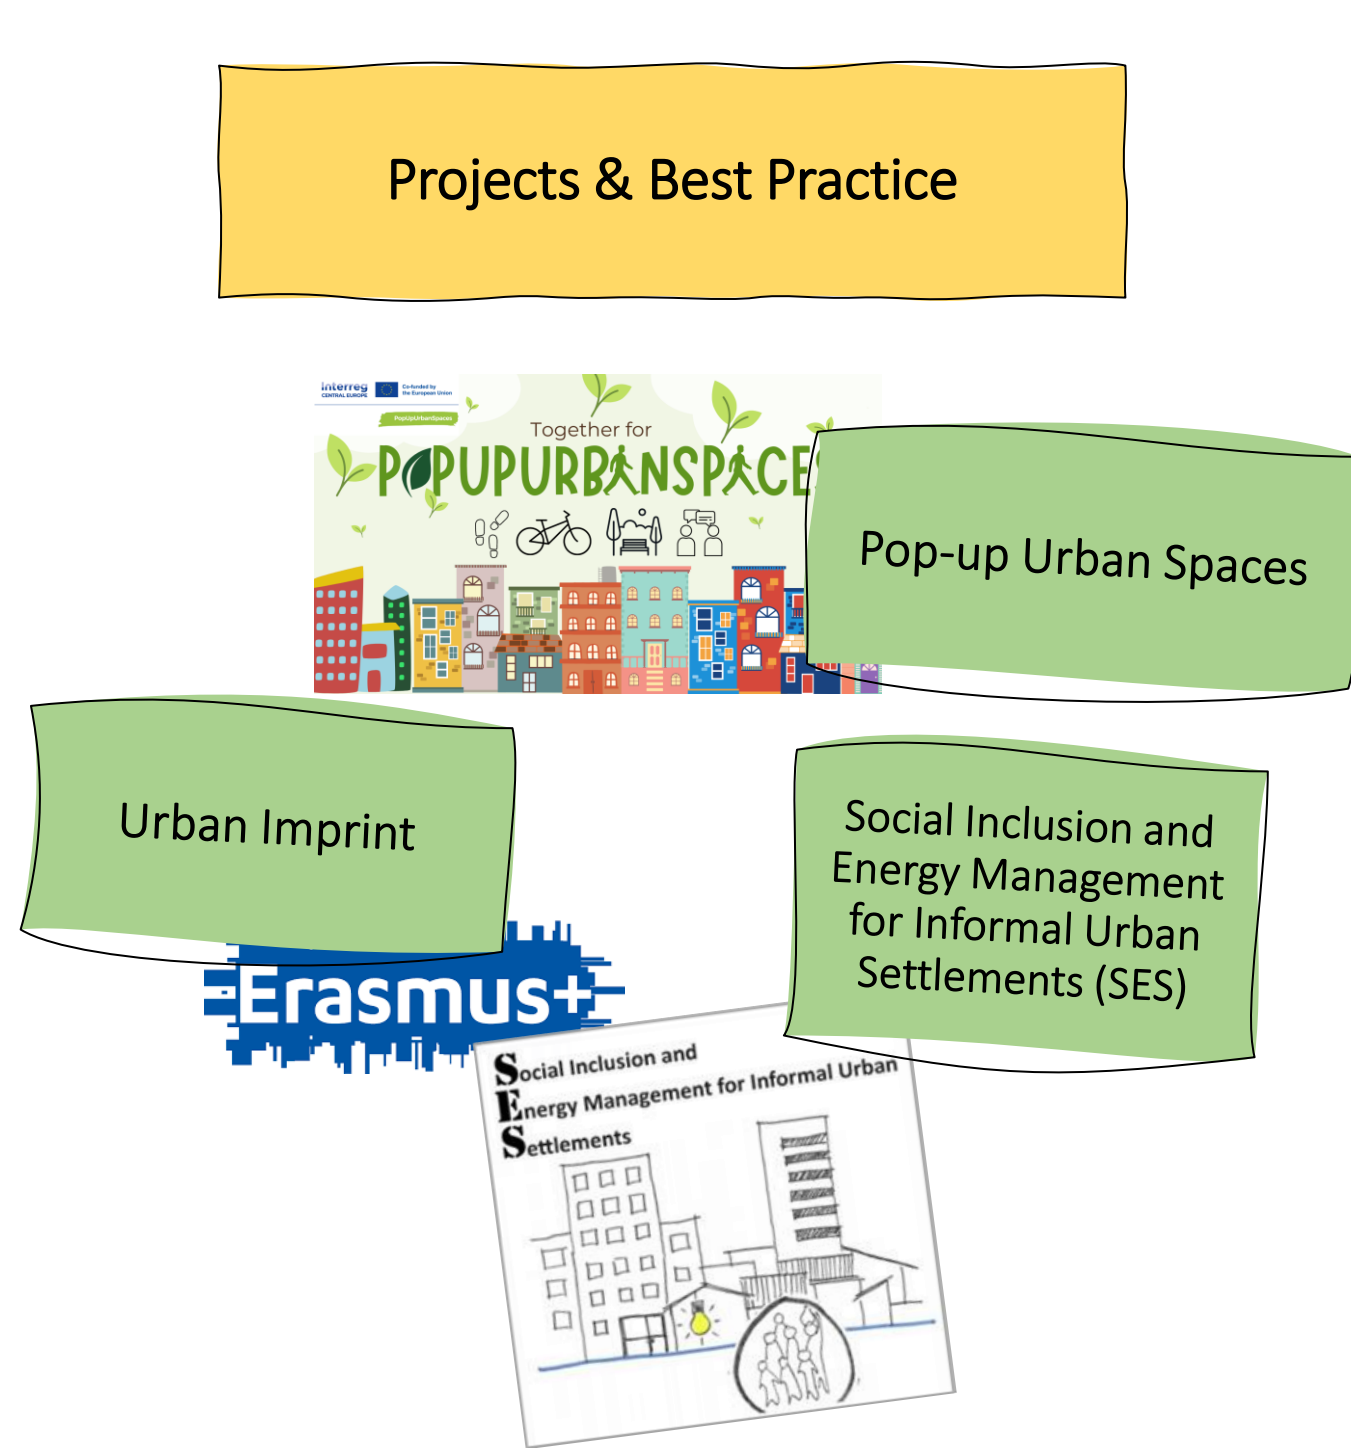 Projects & Best Practice
Interreg
CENTRAL EUROPE
Co-funded by
the European Union
PopUpUrbanSpaces
Together for
POPUPURBANSPACES
Pop-up Urban Spaces
Urban Imprint
Social Inclusion and
Energy Management
for Informal Urban
Settlements (SES)
Erasmus+
Social Inclusion and
Energy Management for Informal Urban
Settlements